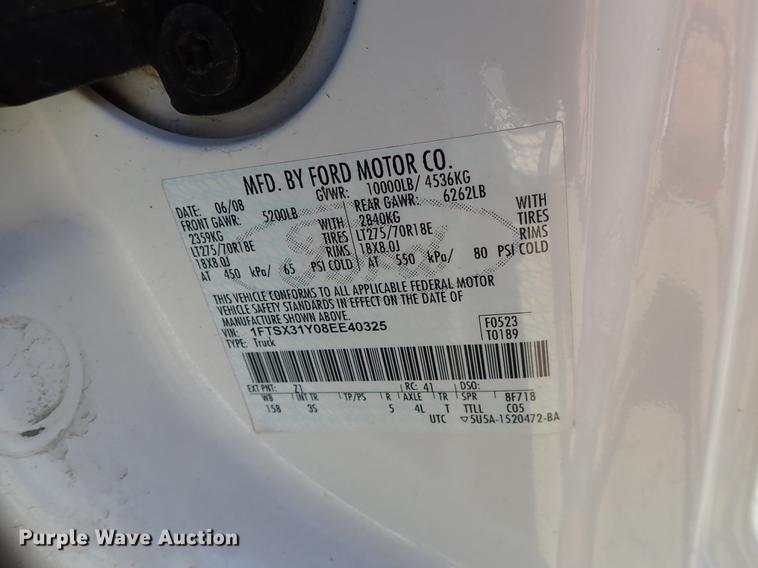 MFD. BY FORD MOTOR CO.
DATE: 06/08 GVWR: 10000LB/ 4536KG
FRONT GAWR: 5200LB REAR GAWR: 6262LB
2359KG WITH 2840KG WITH
LT275/70R18E TIRES LT275/70R18E TIRES
18X8.0J RIMS 18X8.0J RIMS
AT 450 kPa/ 65 PSI COLD AT 550 kPa/ 80 PSI COLD
THIS VEHICLE CONFORMS TO ALL APPLICABLE FEDERAL MOTOR
VEHICLE SAFETY STANDARDS IN EFFECT ON THE DATE OF
MANUFACTURE SHOWN ABOVE.
VIN: 1FTSX31Y08EE40325 F0523
TYPE: Truck T0189
EXT PNT: Z1 RC: 41 DSO:
WB INT TR TP/PS R AXLE TR SPR 8F718
158 3S 5 4L T TTLL C05
UTC ▽5U5A-1520472-BA
Purple Wave Auction